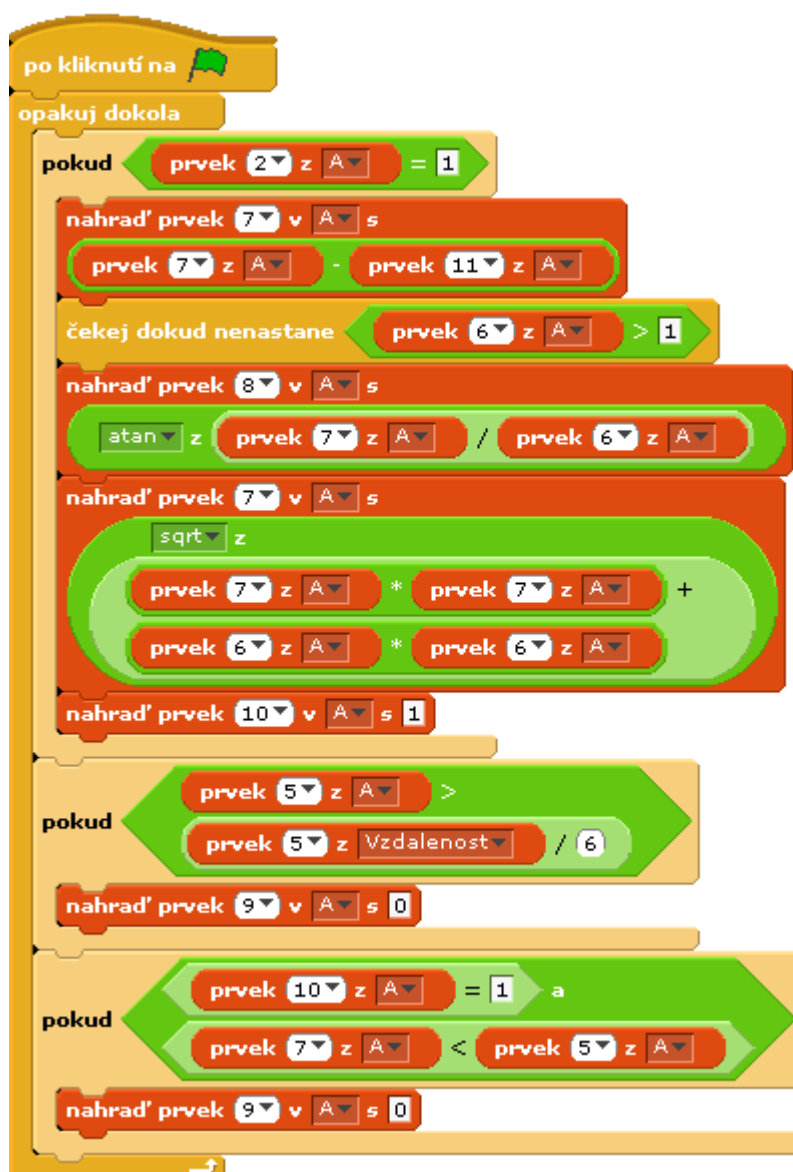 po kliknutí na
opakuj dokola
pokud prvek 2 z A = 1
nahraď prvek 7 v A s
prvek 7 z A - prvek 11 z A
čekej dokud nenastane prvek 6 z A > 1
nahraď prvek 8 v A s
atan z prvek 7 z A / prvek 6 z A
nahraď prvek 7 v A s
sqrt z
prvek 7 z A * prvek 7 z A +
prvek 6 z A * prvek 6 z A
nahraď prvek 10 v A s 1
prvek 5 z A >
pokud
prvek 5 z Vzdalenost / 6
nahraď prvek 9 v A s 0
prvek 10 z A = 1 a
pokud
prvek 7 z A < prvek 5 z A
nahraď prvek 9 v A s 0